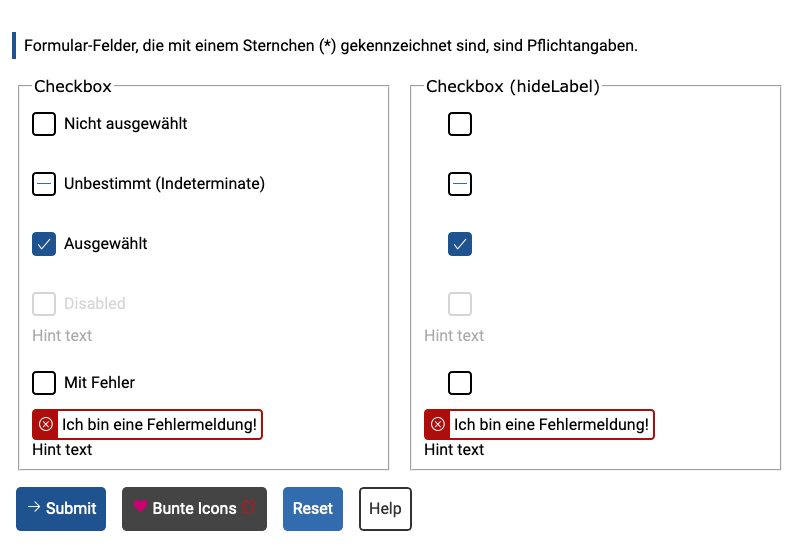 Formular-Felder, die mit einem Sternchen (*) gekennzeichnet sind, sind Pflichtangaben.
Checkbox
Nicht ausgewählt
Unbestimmt (Indeterminate)
Ausgewählt
Disabled
Hint text
Mit Fehler
Ich bin eine Fehlermeldung!
Hint text
Checkbox (hideLabel)
Hint text
Ich bin eine Fehlermeldung!
Hint text
Submit
Bunte Icons
Reset
Help